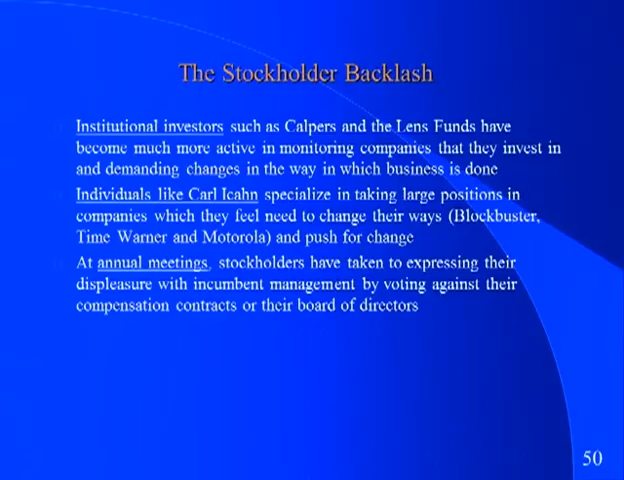 The Stockholder Backlash
Institutional investors such as Calpers and the Lens Funds have
become much more active in monitoring companies that they invest in
and demanding changes in the way in which business is done
Individuals like Carl Icahn specialize in taking large positions in
companies which they feel need to change their ways (Blockbuster,
Time Warner and Motorola) and push for change
At annual meetings, stockholders have taken to expressing their
displeasure with incumbent management by voting against their
compensation contracts or their board of directors
50